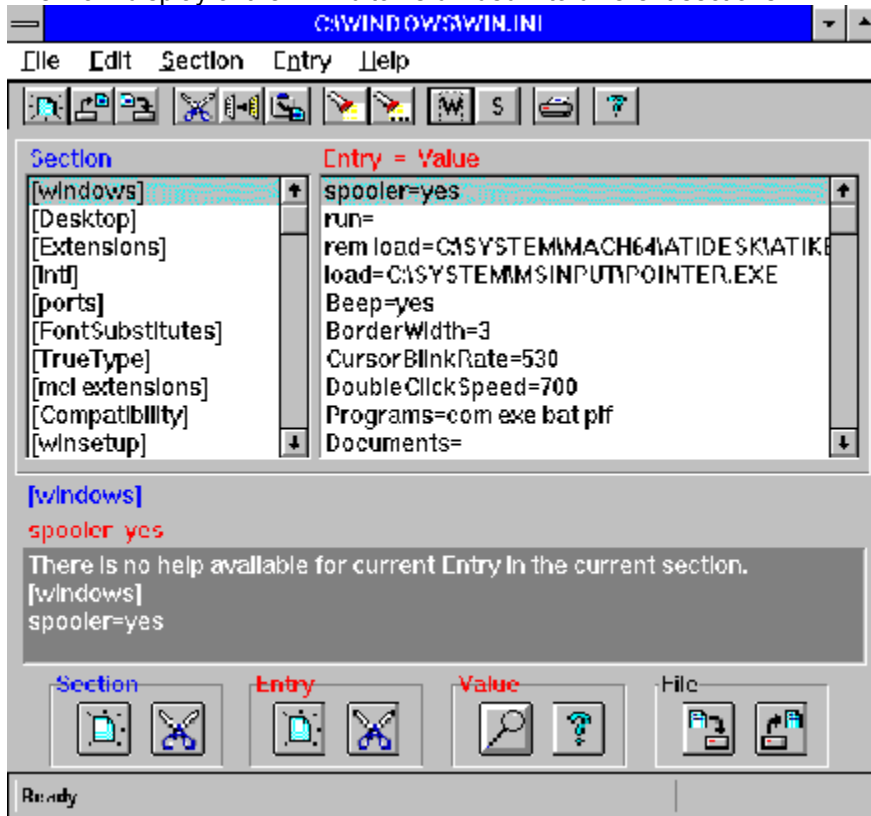 C:\WINDOWS\WIN.INI
File Edit Section Entry Help
W S
Section Entry = Value
[windows] spooler=yes
[Desktop] run=
[Extensions] rem load=C:\SYSTEM\MACH64\ATIDESK\ATIKE
[Intl] load=C:\SYSTEM\MSINPUT\POINTER.EXE
[ports] Beep=yes
[FontSubstitutes] BorderWidth=3
[TrueType] CursorBlinkRate=530
[mci extensions] DoubleClickSpeed=700
[Compatibility] Programs=com exe bat pif
[winsetup] Documents=
[windows]
spooler yes
There is no help available for current Entry in the current section.
[windows]
spooler=yes
Section Entry Value File
Ready